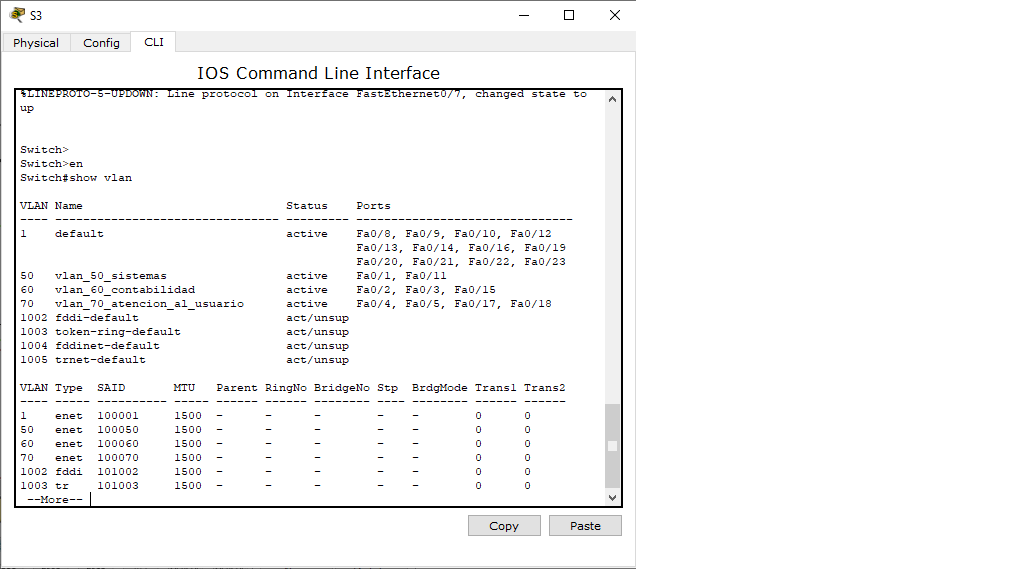 S3
Physical Config CLI
IOS Command Line Interface
%LINEPROTO-5-UPDOWN: Line protocol on Interface FastEthernet0/7, changed state to
up
Switch>
Switch>en
Switch#show vlan
VLAN Name                             Status    Ports
---- -------------------------------- --------- -------------------------------
1    default                          active    Fa0/8, Fa0/9, Fa0/10, Fa0/12
                                                Fa0/13, Fa0/14, Fa0/16, Fa0/19
                                                Fa0/20, Fa0/21, Fa0/22, Fa0/23
50   vlan_50_sistemas                 active    Fa0/1, Fa0/11
60   vlan_60_contabilidad             active    Fa0/2, Fa0/3, Fa0/15
70   vlan_70_atencion_al_usuario      active    Fa0/4, Fa0/5, Fa0/17, Fa0/18
1002 fddi-default                     act/unsup
1003 token-ring-default               act/unsup
1004 fddinet-default                  act/unsup
1005 trnet-default                    act/unsup
VLAN Type  SAID       MTU   Parent RingNo BridgeNo Stp  BrdgMode Trans1 Trans2
---- ----- ---------- ----- ------ ------ -------- ---- -------- ------ ------
1    enet  100001     1500  -      -      -        -    -        0      0
50   enet  100050     1500  -      -      -        -    -        0      0
60   enet  100060     1500  -      -      -        -    -        0      0
70   enet  100070     1500  -      -      -        -    -        0      0
1002 fddi  101002     1500  -      -      -        -    -        0      0
1003 tr    101003     1500  -      -      -        -    -        0      0
 --More--
Copy Paste